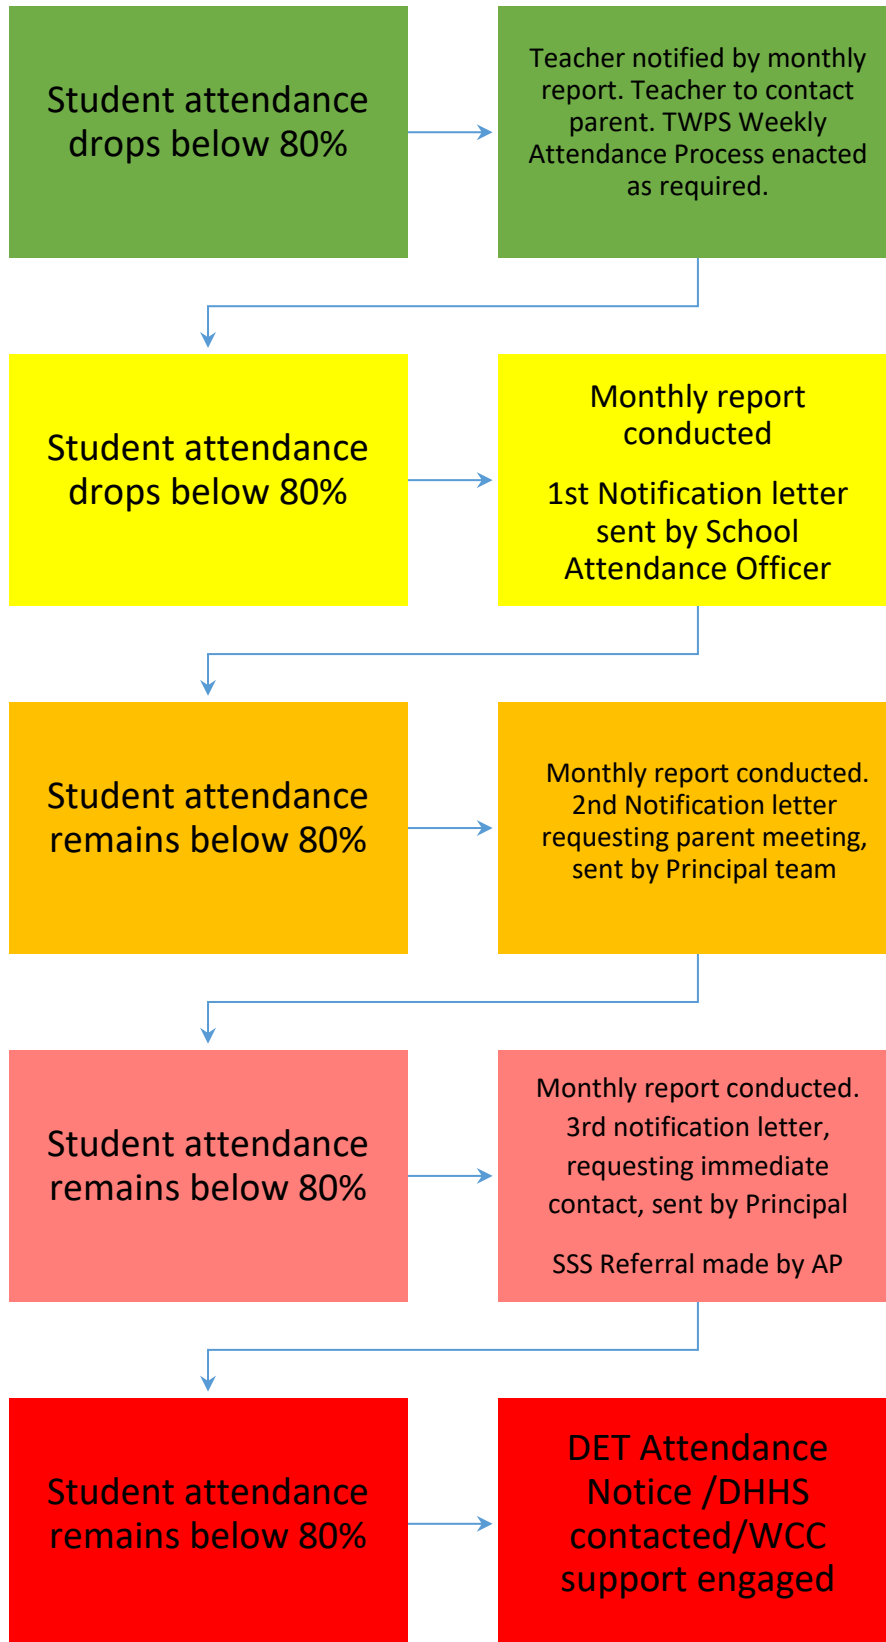 Student attendance
drops below 80%
Teacher notified by monthly
report. Teacher to contact
parent. TWPS Weekly
Attendance Process enacted
as required.
Student attendance
drops below 80%
Monthly report
conducted
1st Notification letter
sent by School
Attendance Officer
Student attendance
remains below 80%
Monthly report conducted.
2nd Notification letter
requesting parent meeting,
sent by Principal team
Student attendance
remains below 80%
Monthly report conducted.
3rd notification letter,
requesting immediate
contact, sent by Principal
SSS Referral made by AP
Student attendance
remains below 80%
DET Attendance
Notice /DHHS
contacted/WCC
support engaged